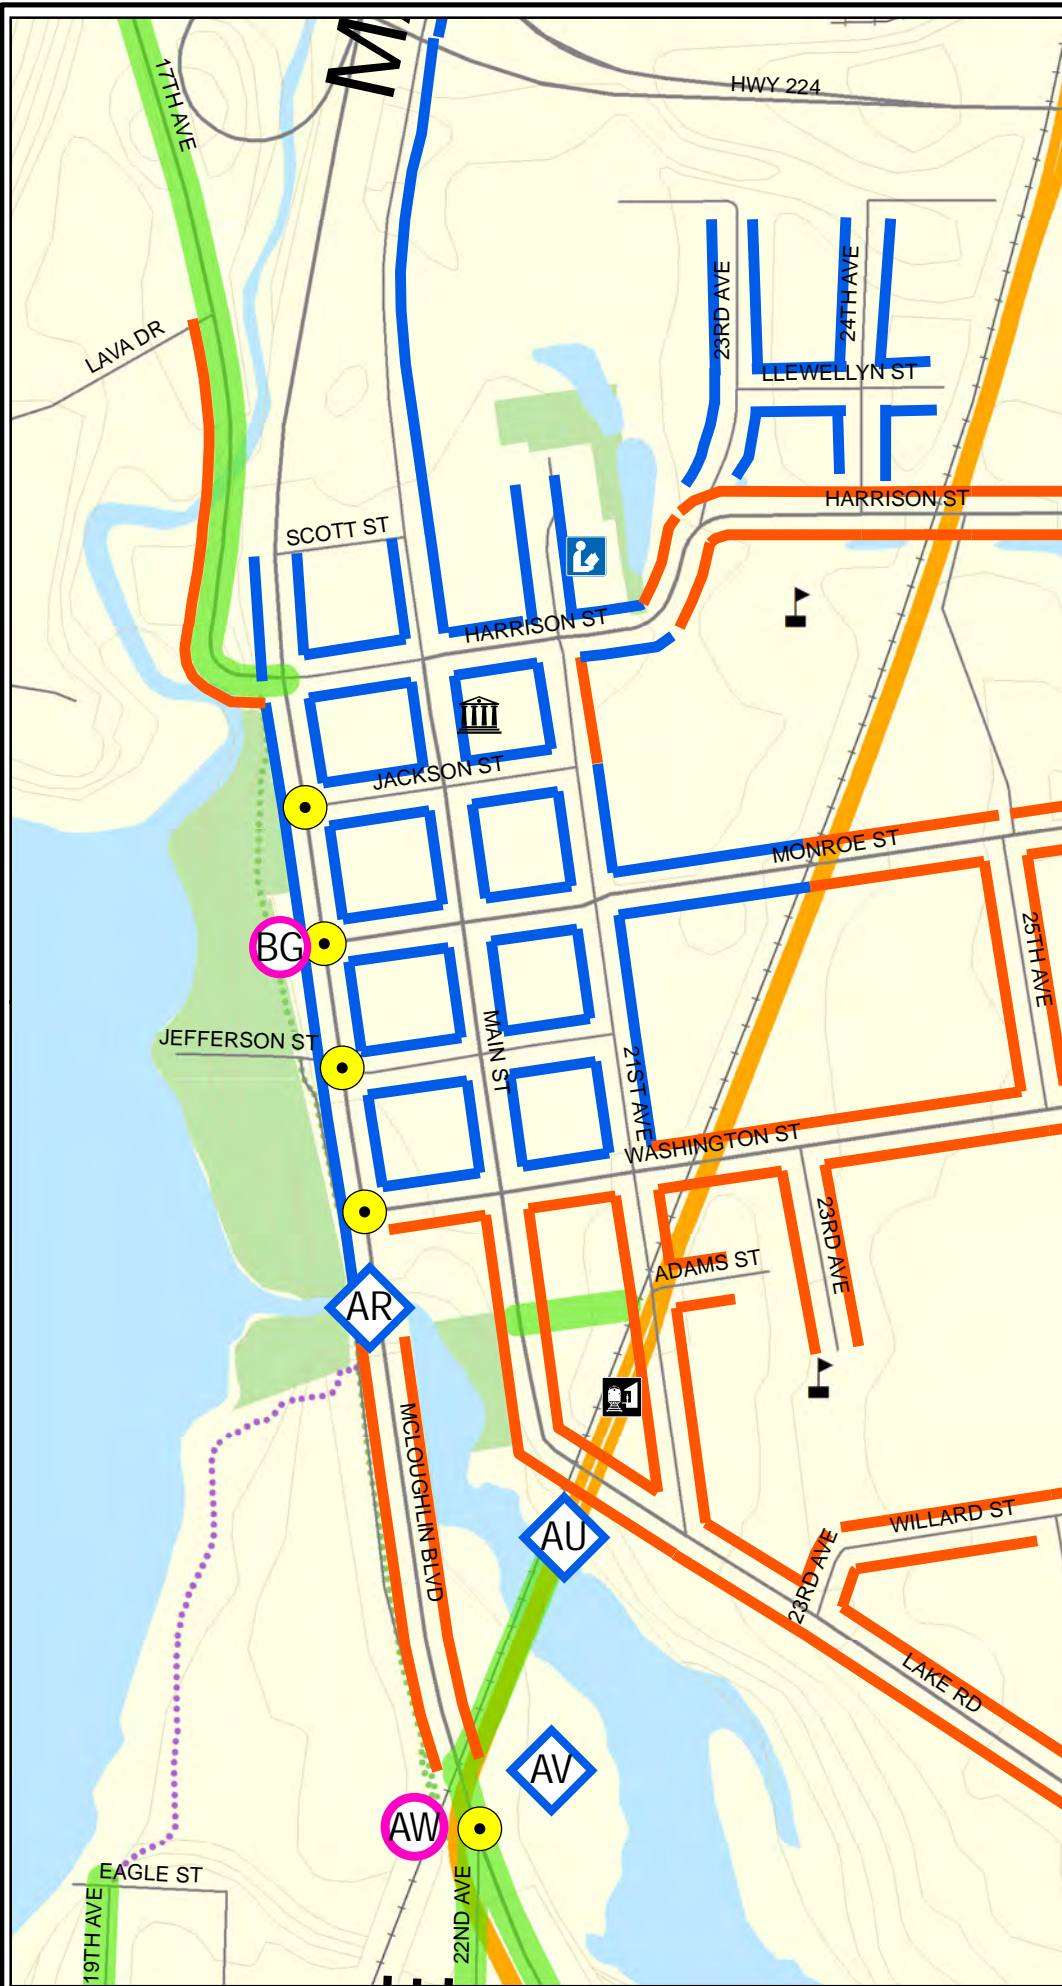 17TH AVE
HWY 224
LAVA DR
23RD AVE
24TH AVE
LLEWELLYN ST
HARRISON ST
SCOTT ST
HARRISON ST
JACKSON ST
MONROE ST
BG
25TH AVE
JEFFERSON ST
MAIN ST
21ST AVE
WASHINGTON ST
23RD AVE
ADAMS ST
AR
MCLOUGHLIN BLVD
WILLARD ST
AU
23RD AVE
LAKE RD
AV
AW
EAGLE ST
19TH AVE
22ND AVE